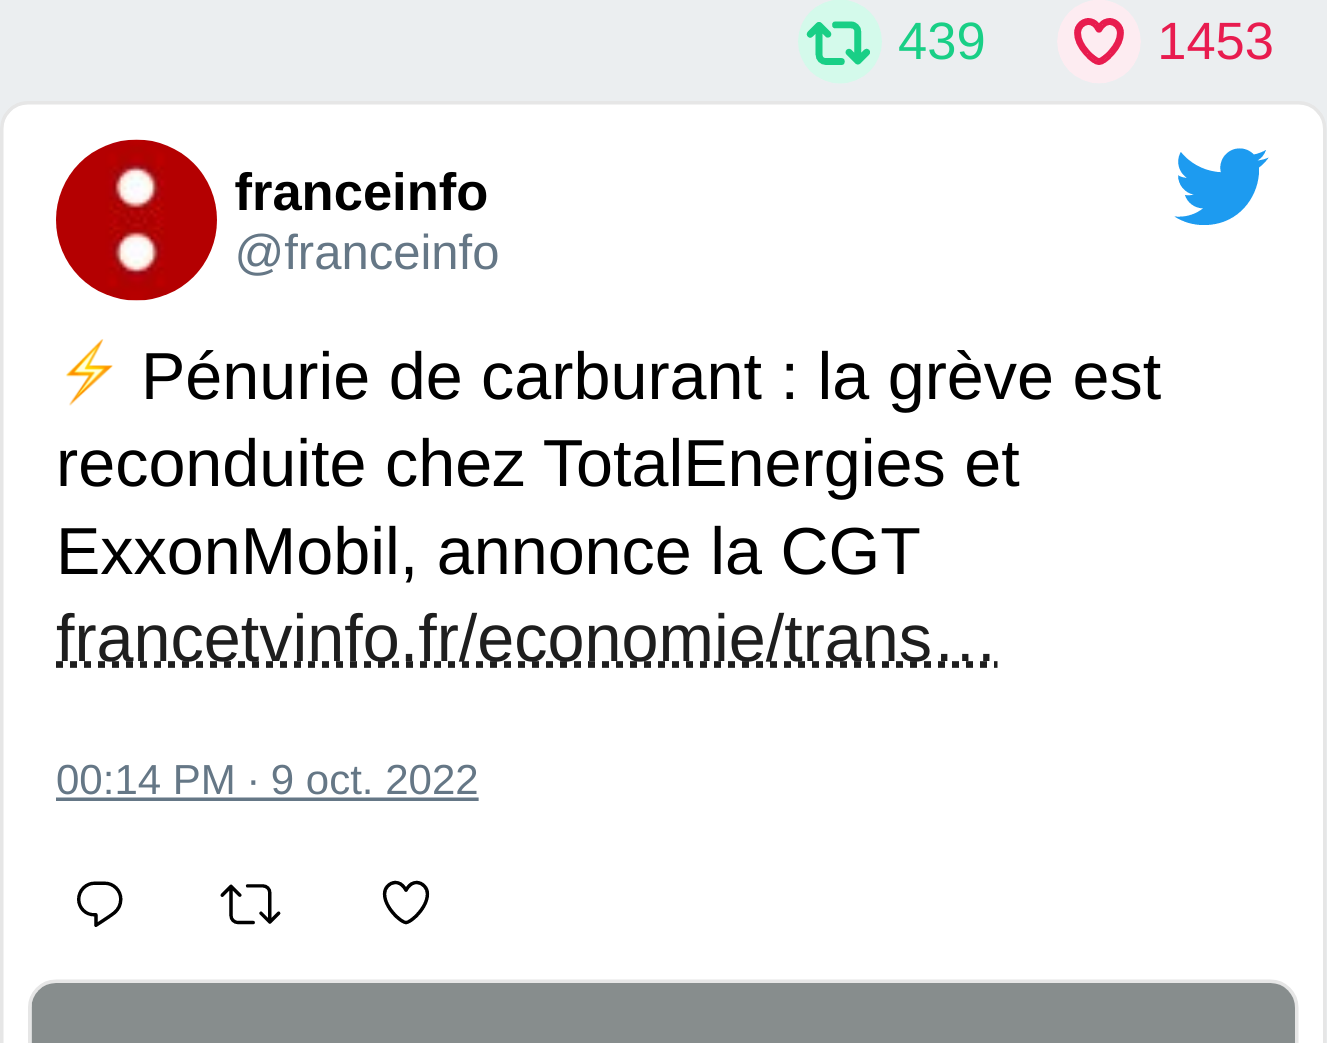 439 1453
franceinfo
@franceinfo
⚡ Pénurie de carburant : la grève est
reconduite chez TotalEnergies et
ExxonMobil, annonce la CGT
francetvinfo.fr/economie/trans…
00:14 PM · 9 oct. 2022